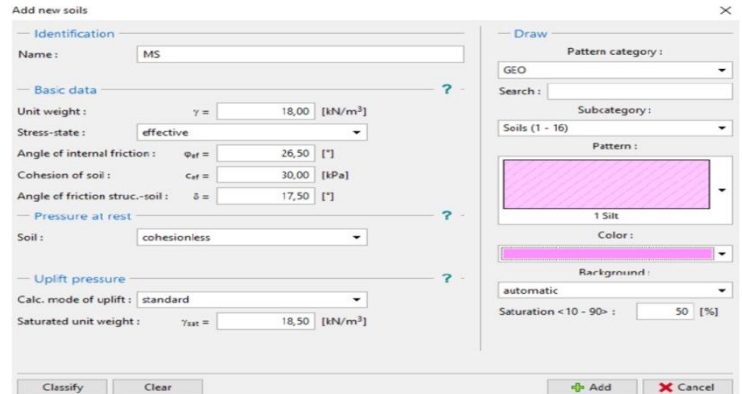 Add new soils
Identification
Name : MS
Basic data ? -
Unit weight : γ = 18,00 [kN/m³]
Stress-state : effective
Angle of internal friction : φef = 26,50 [°]
Cohesion of soil : cef = 30,00 [kPa]
Angle of friction struc.-soil : δ = 17,50 [°]
Pressure at rest ? -
Soil : cohesionless
Uplift pressure ? -
Calc. mode of uplift : standard
Saturated unit weight : γsat = 18,50 [kN/m³]
Draw
Pattern category :
GEO
Search :
Subcategory :
Soils (1 - 16)
Pattern :
1 Silt
Color :
Background :
automatic
Saturation <10 - 90> : 50 [%]
Classify Clear Add Cancel